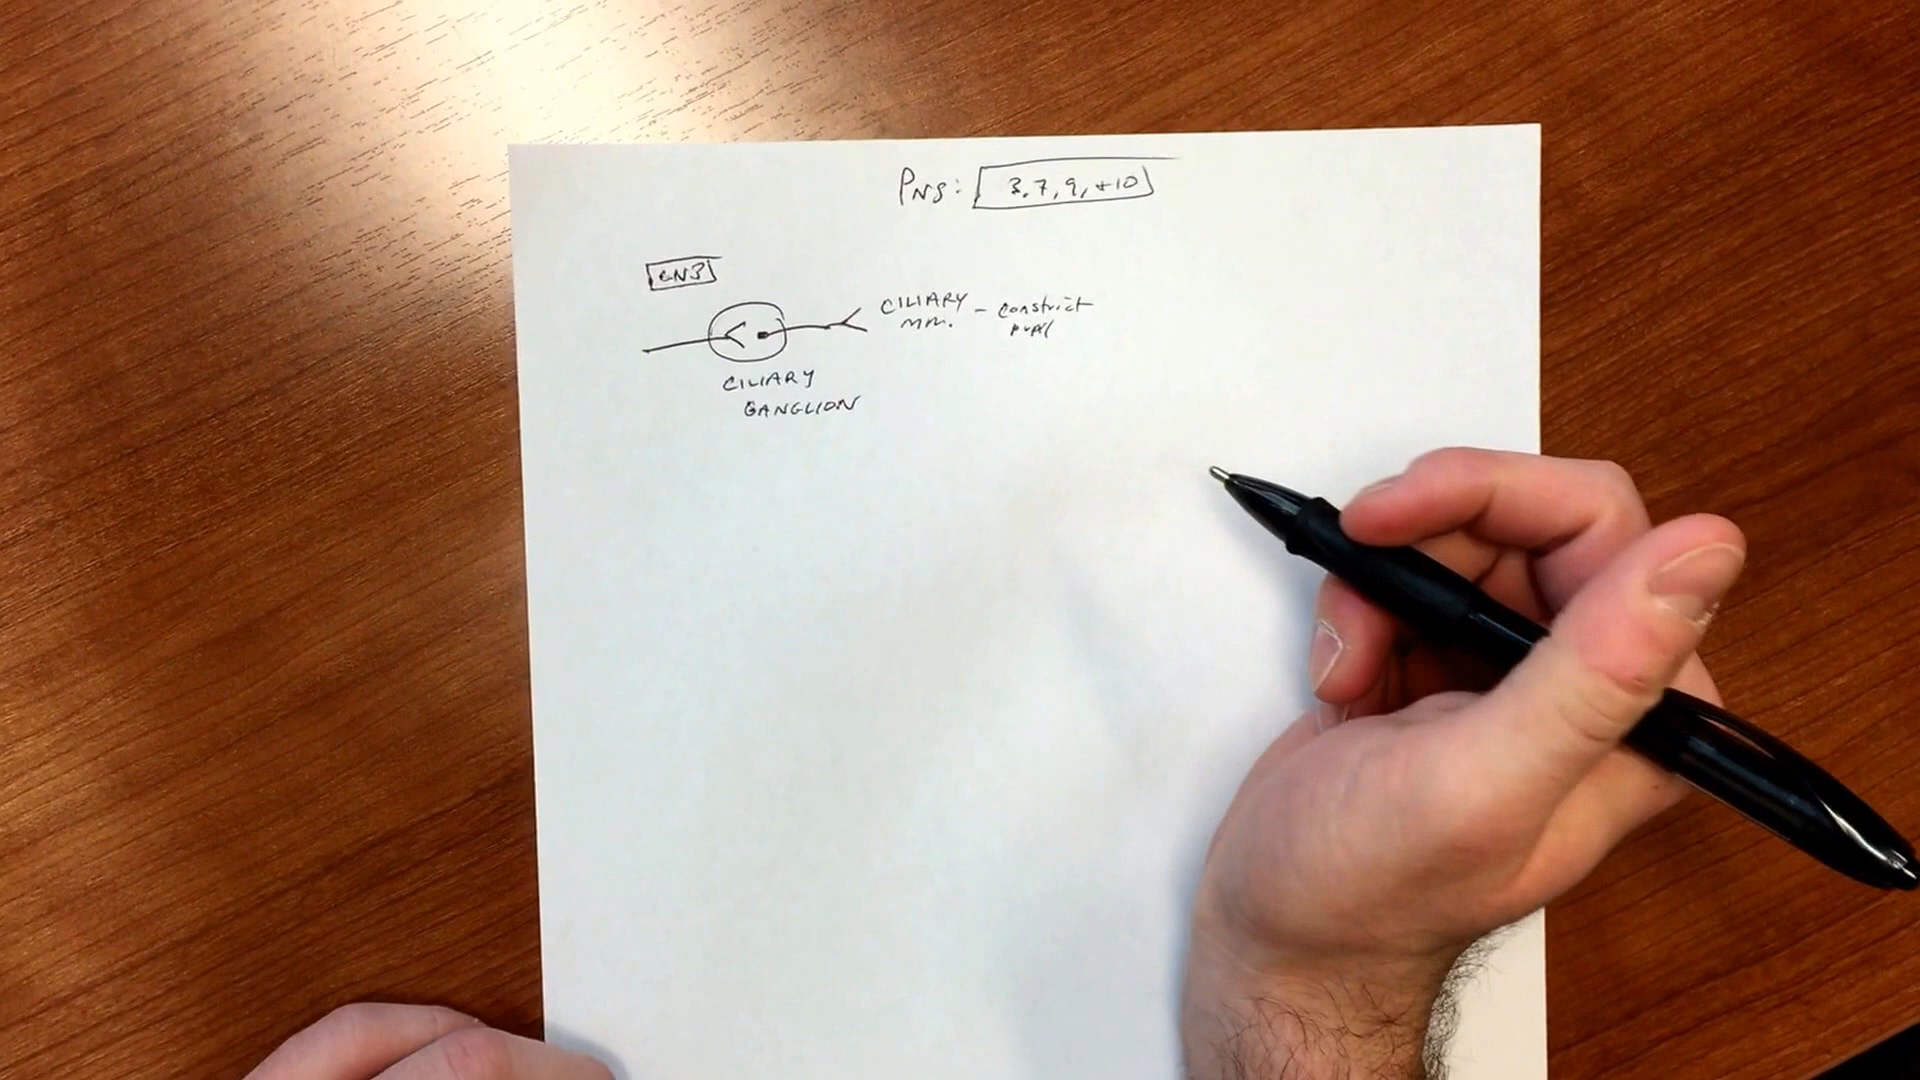 PNS: 3, 7, 9, +10
CN3
CILIARY - constrict
MM. pupil
CILIARY
GANGLION